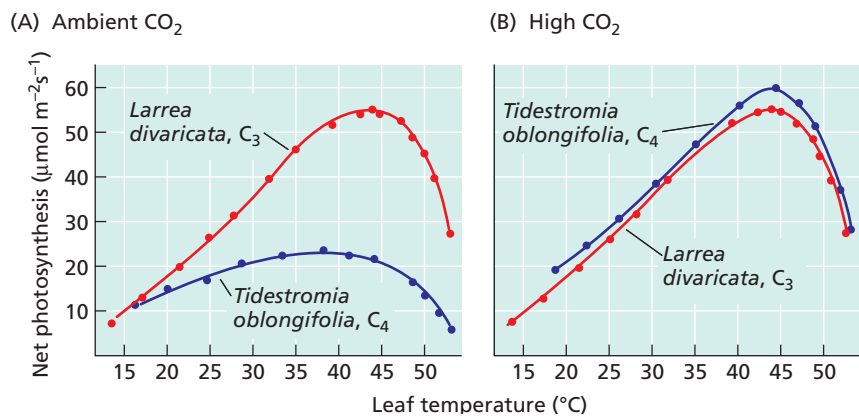 (A) Ambient CO₂
(B) High CO₂
Net photosynthesis (μmol m⁻²s⁻¹)
60
50
40
30
20
10
Larrea
divaricata, C₃
Tidestromia
oblongifolia, C₄
15 20 25 30 35 40 45 50
Tidestromia
oblongifolia, C₄
Larrea
divaricata, C₃
15 20 25 30 35 40 45 50
Leaf temperature (°C)